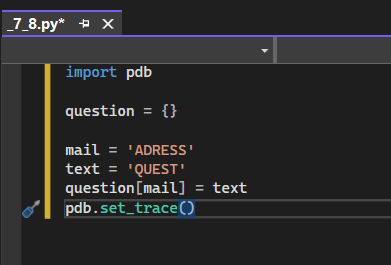 _7_8.py*
import pdb
question = {}
mail = 'ADRESS'
text = 'QUEST'
question[mail] = text
pdb.set_trace()